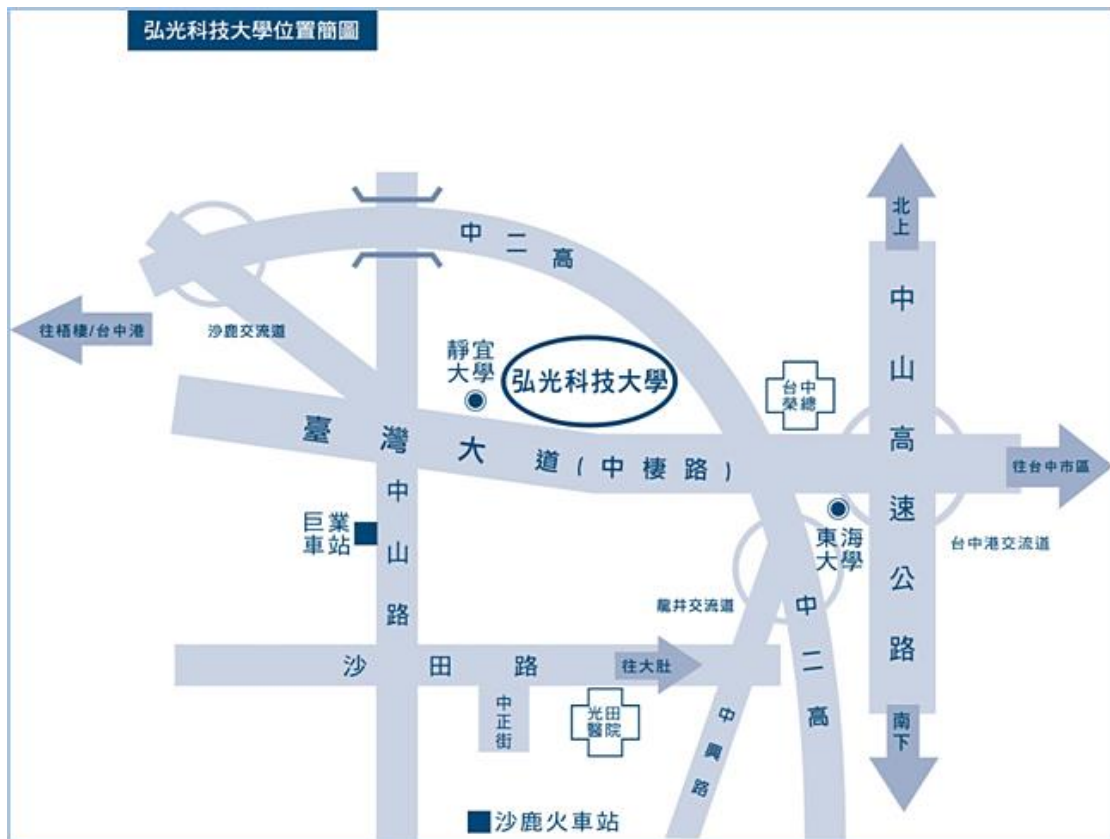 弘光科技大學位置簡圖
北上
中二高
中山高速公路
往梧棲/台中港
沙鹿交流道
靜宜
大學
弘光科技大學
台中
榮總
臺灣大道(中棲路)
往台中市區
中山路
巨業
車站
東海
大學
台中港交流道
龍井交流道
中二高
沙田路
往大肚
中正街
光田
醫院
中興路
南下
沙鹿火車站